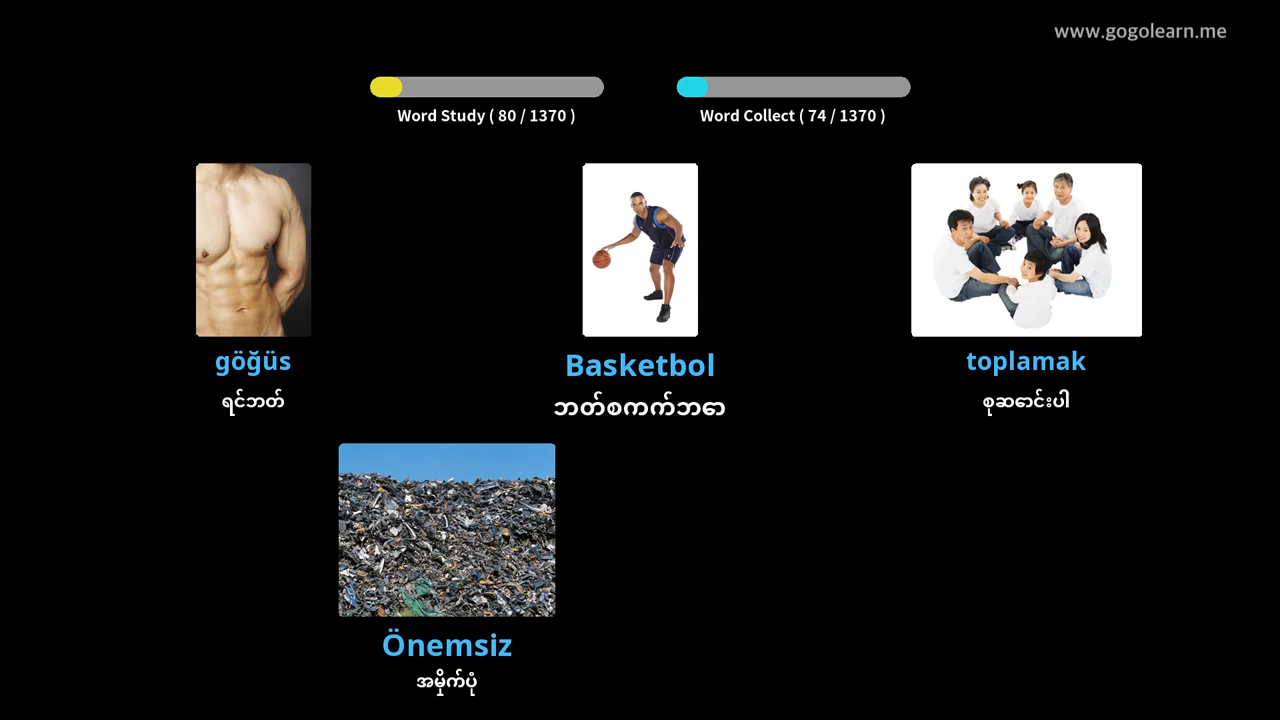 www.gogolearn.me
Word Study ( 80 / 1370 )
Word Collect ( 74 / 1370 )
göğüs
ရင်ဘတ်
Basketbol
ဘတ်စကက်ဘော
toplamak
စုဆောင်းပါ
Önemsiz
အမှိုက်ပုံ